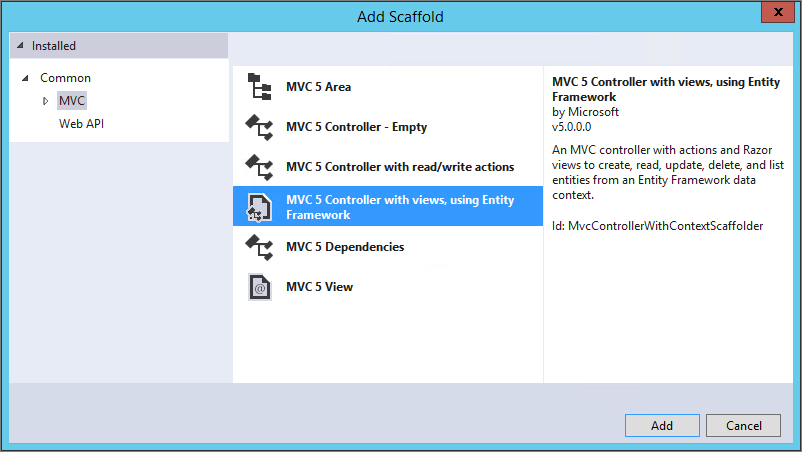 Add Scaffold
x
Installed
Common
MVC
Web API
MVC 5 Area
MVC 5 Controller - Empty
MVC 5 Controller with read/write actions
MVC 5 Controller with views, using Entity
Framework
MVC 5 Dependencies
@
MVC 5 View
MVC 5 Controller with views, using Entity
Framework
by Microsoft
v5.0.0.0
An MVC controller with actions and Razor
views to create, read, update, delete, and list
entities from an Entity Framework data
context.
Id: MvcControllerWithContextScaffolder
Add
Cancel